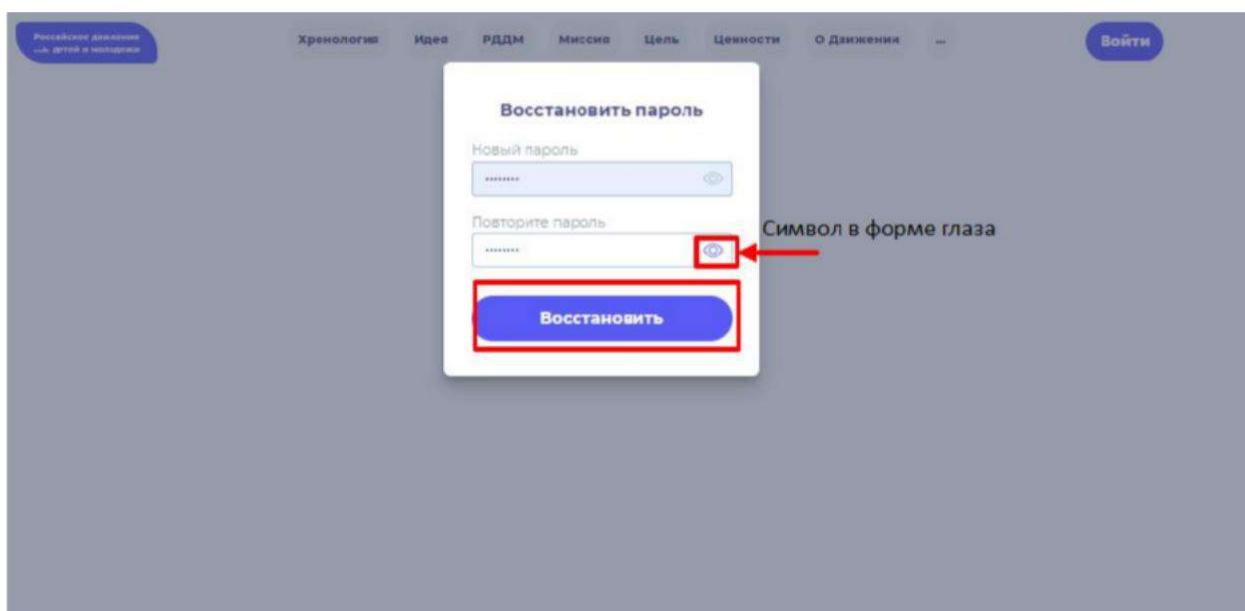 Российское движение
детей и молодежи
Хренология Идея РДДМ Миссия Цель Ценности О Движении ...
Войти
Восстановить пароль
Новый пароль
••••••••
Повторите пароль
••••••••
Символ в форме глаза
Восстановить